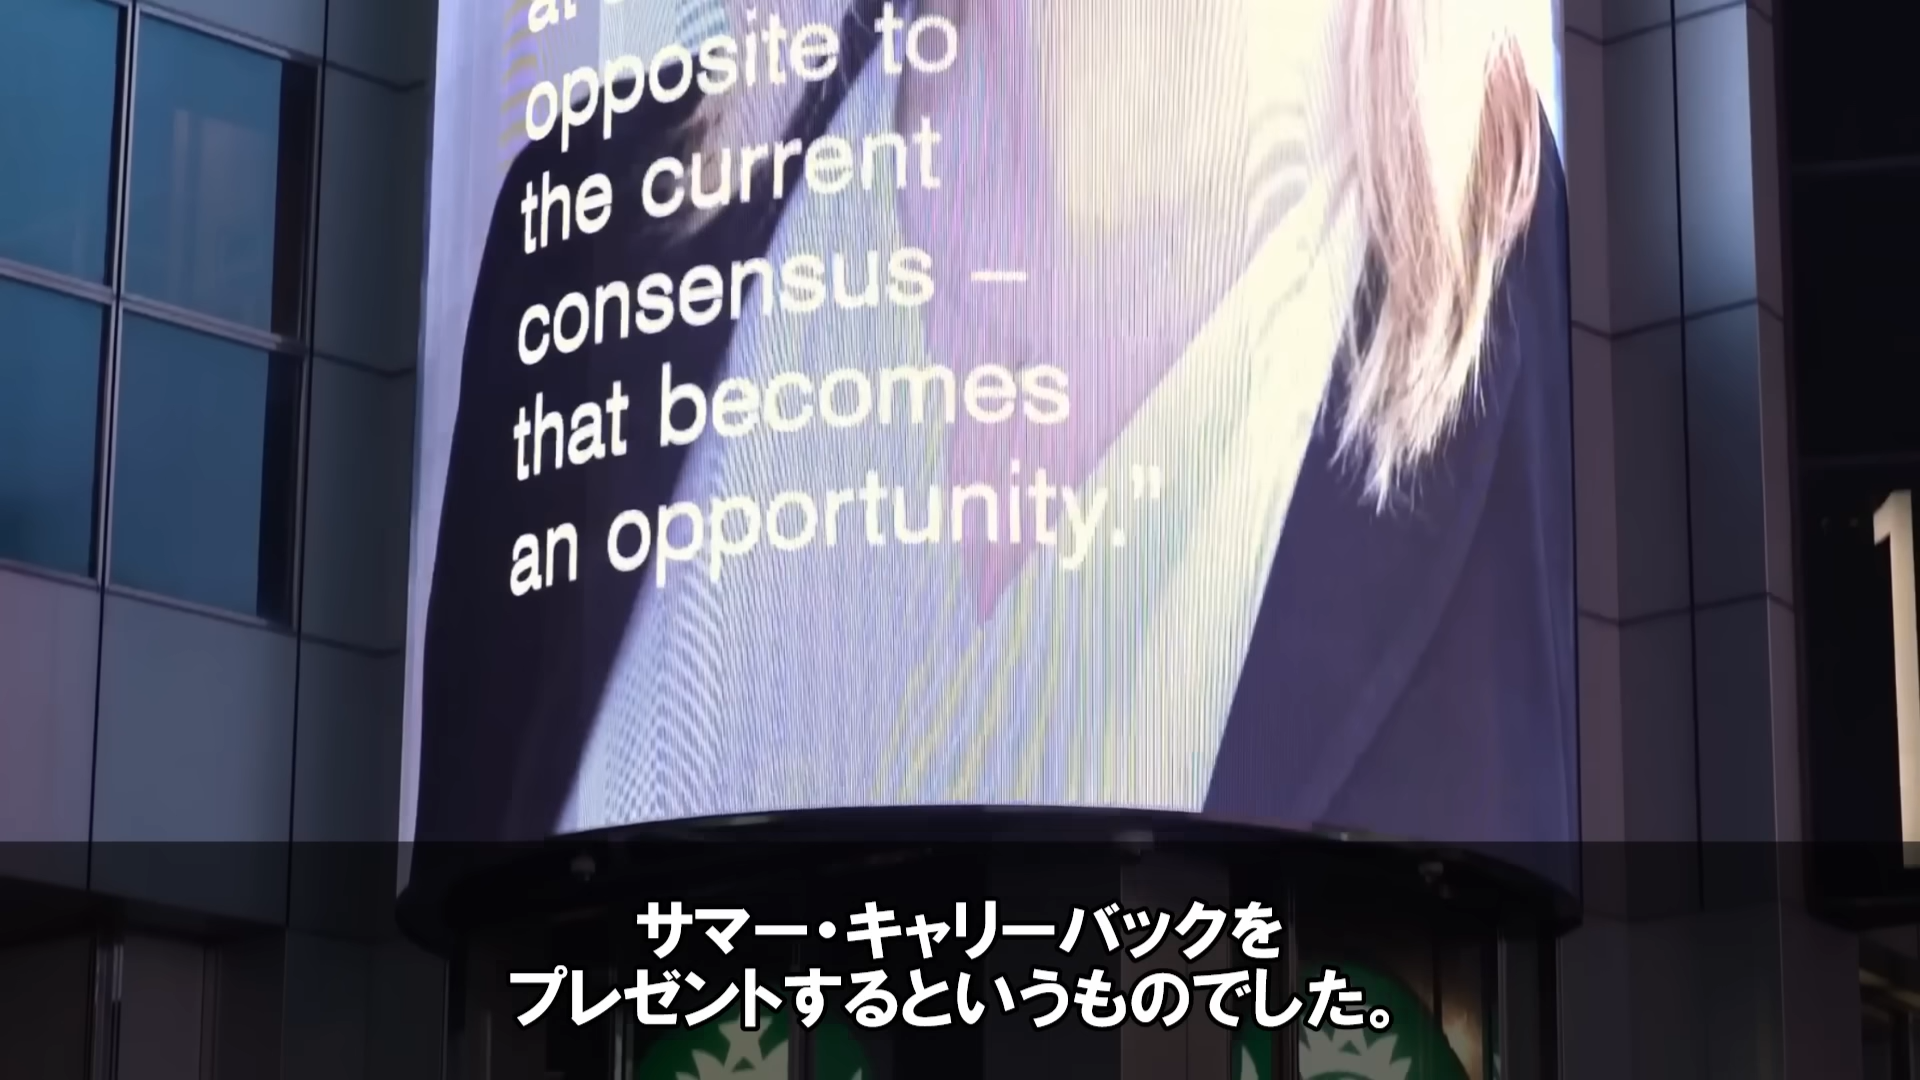 opposite to
the current
consensus –
that becomes
an opportunity.”
1
サマー・キャリーバックを
プレゼントするというものでした。